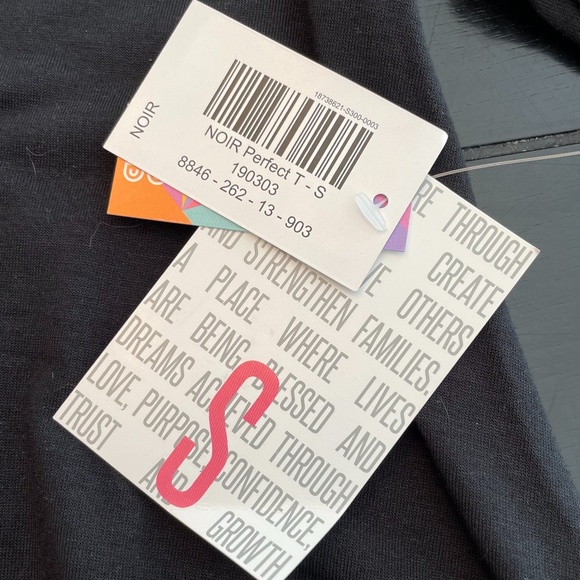 18738621-S300-0003
NOIR
NOIR Perfect T - S
190303
8846 - 262 - 13 - 903
THROUGH
CREATE
OTHERS
STRENGTHEN FAMILIES.
A PLACE WHERE LIVES
ARE BEING BLESSED AND
DREAMS ACHIEVED THROUGH
LOVE, PURPOSE, CONFIDENCE,
TRUST AND GROWTH
S